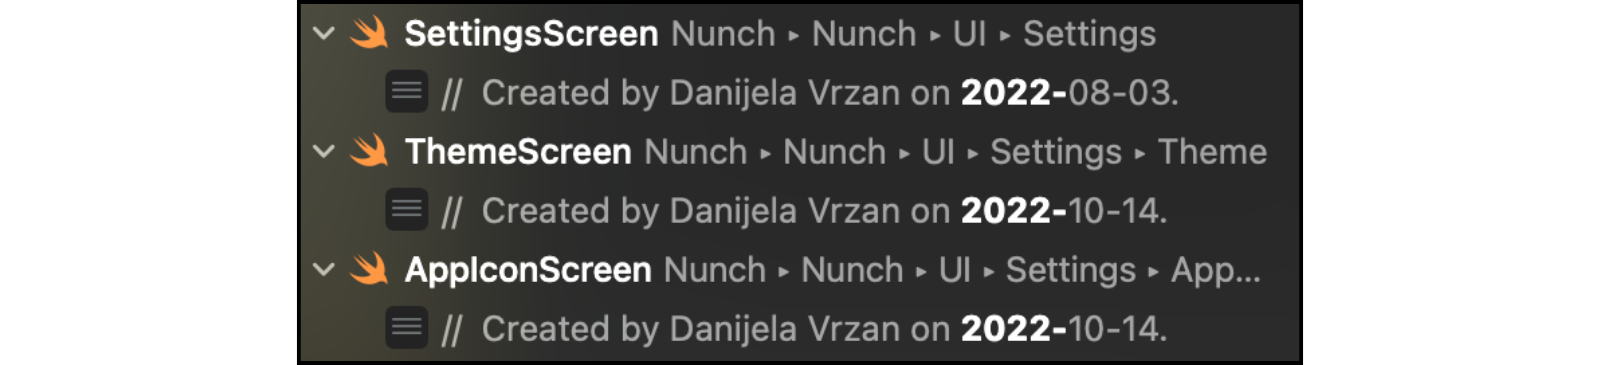 SettingsScreen Nunch ▸ Nunch ▸ UI ▸ Settings
// Created by Danijela Vrzan on 2022-08-03.
ThemeScreen Nunch ▸ Nunch ▸ UI ▸ Settings ▸ Theme
// Created by Danijela Vrzan on 2022-10-14.
AppIconScreen Nunch ▸ Nunch ▸ UI ▸ Settings ▸ App...
// Created by Danijela Vrzan on 2022-10-14.